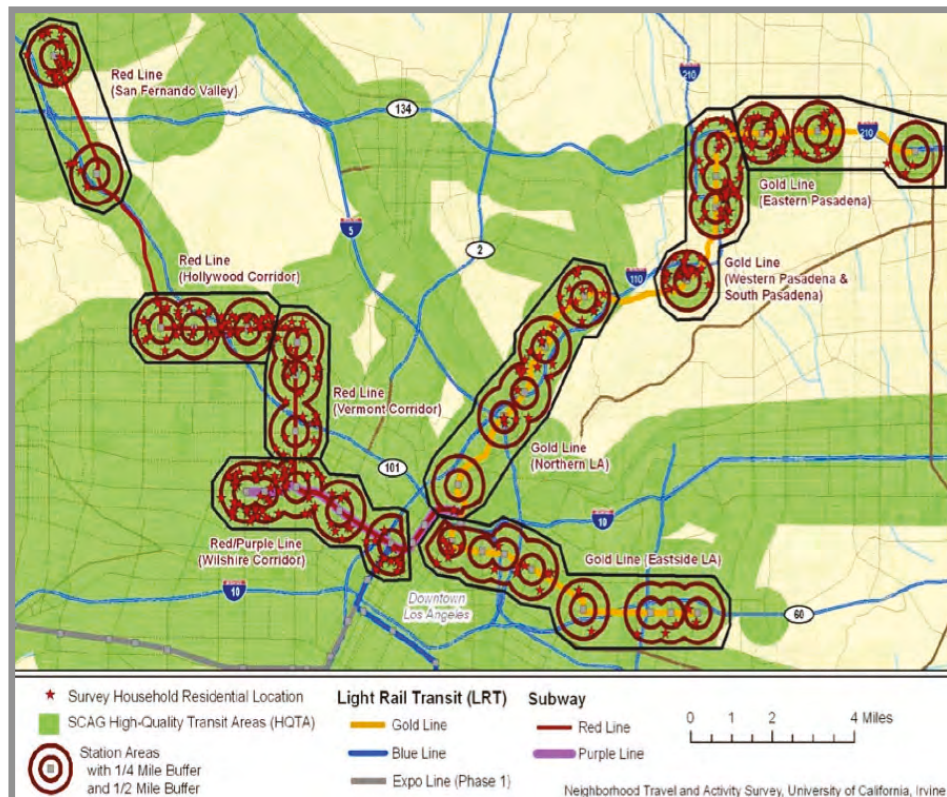 Red Line
(San Fernando Valley)
134
210
210
Gold Line
(Eastern Pasadena)
5
2
Red Line
(Hollywood Corridor)
110
Gold Line
(Western Pasadena &
South Pasadena)
Red Line
(Vermont Corridor)
101
Gold Line
(Northern LA)
10
Red/Purple Line
(Wilshire Corridor)
Gold Line (Eastside LA)
10
Downtown
Los Angeles
60
Survey Household Residential Location
SCAG High-Quality Transit Areas (HQTA)
Station Areas
with 1/4 Mile Buffer
and 1/2 Mile Buffer
Light Rail Transit (LRT)
Gold Line
Blue Line
Expo Line (Phase 1)
Subway
Red Line
Purple Line
0 1 2 4 Miles
Neighborhood Travel and Activity Survey, University of California, Irvine